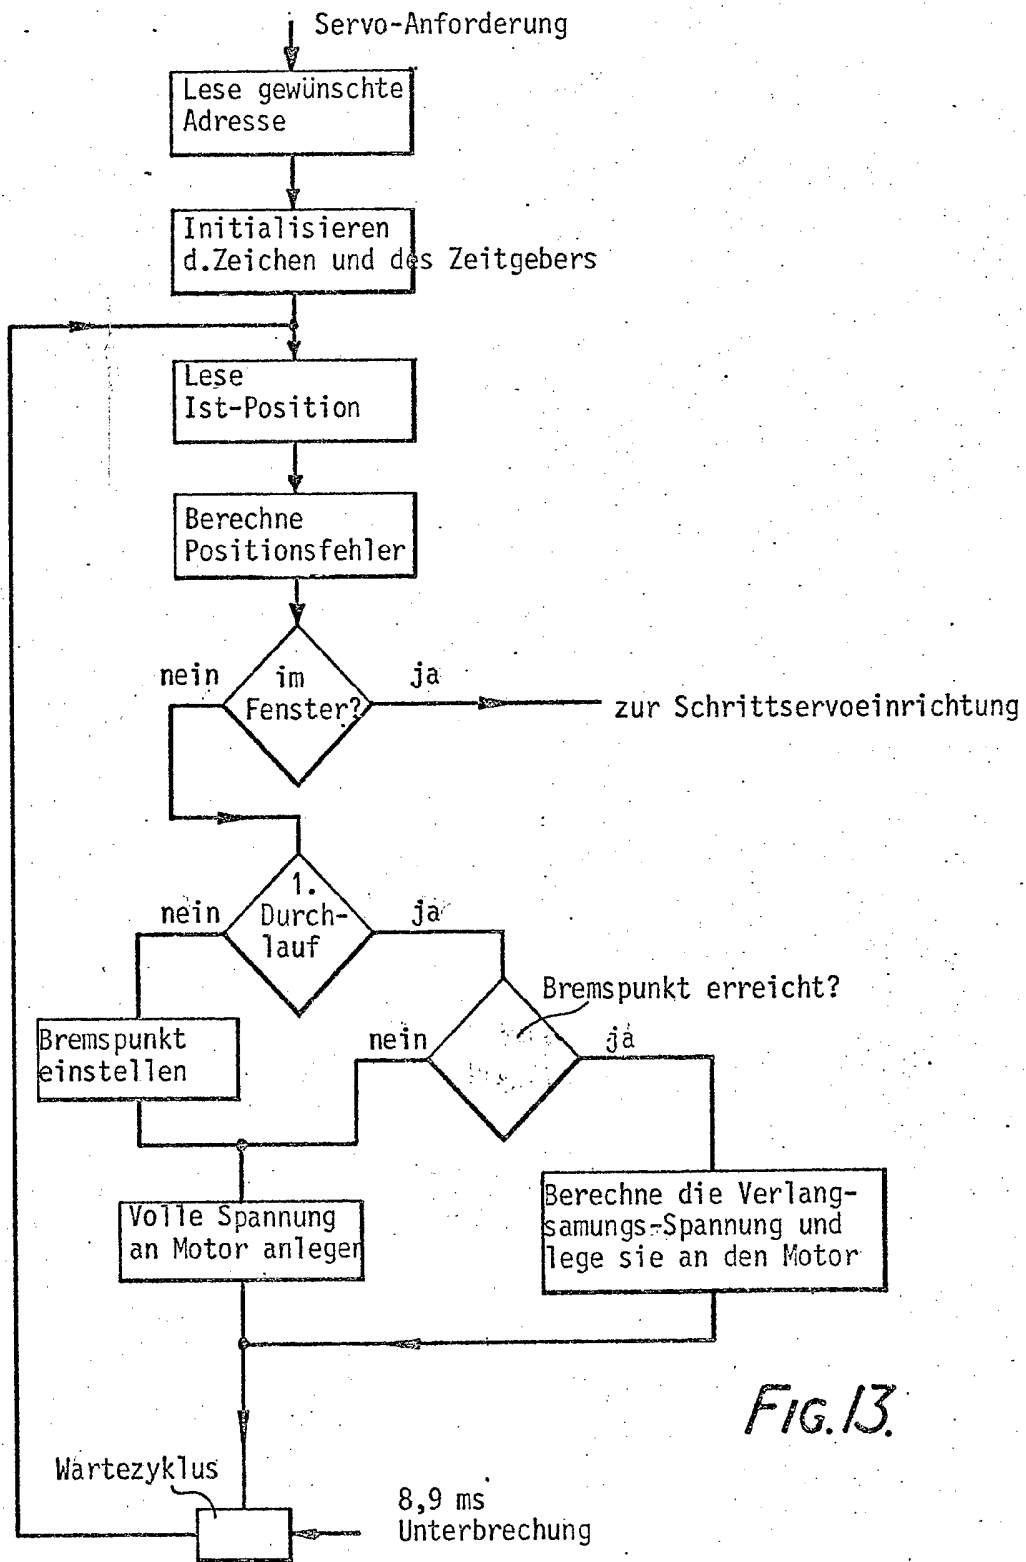 Servo-Anforderung
Lese gewünschte
Adresse
Initialisieren
d.Zeichen und des Zeitgebers
Lese
Ist-Position
Berechne
Positionsfehler
nein
im
Fenster?
ja
zur Schrittservoeinrichtung
nein
1.
Durch-
lauf
ja
Bremspunkt erreicht?
nein
ja
Bremspunkt
einstellen
Volle Spannung
an Motor anlegen
Berechne die Verlang-
samungs-Spannung und
lege sie an den Motor
FIG. 13.
Wartezyklus
8,9 ms
Unterbrechung